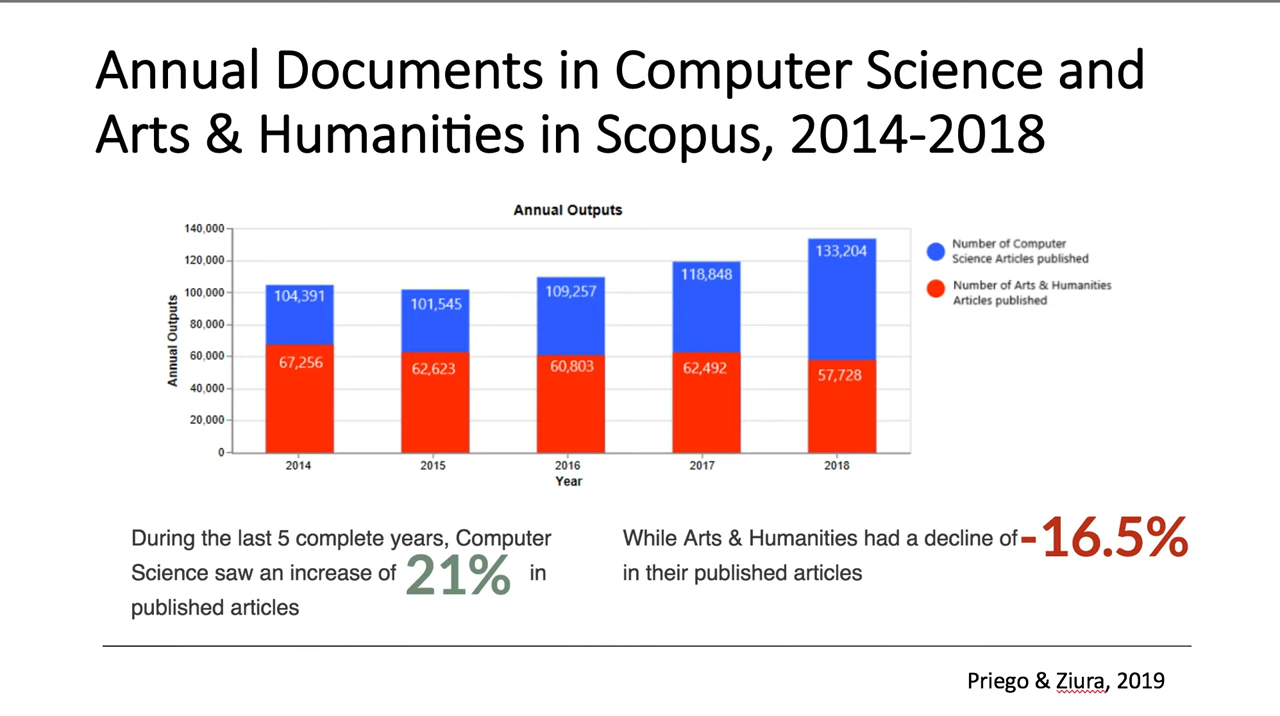 Annual Documents in Computer Science and
Arts & Humanities in Scopus, 2014-2018
Annual Outputs
140,000
120,000
100,000
80,000
60,000
40,000
20,000
0
Annual Outputs
104,391
101,545
109,257
118,848
133,204
67,256
62,623
60,803
62,492
57,728
2014
2015
2016
2017
2018
Year
Number of Computer
Science Articles published
Number of Arts & Humanities
Articles published
During the last 5 complete years, Computer
Science saw an increase of 21% in
published articles
While Arts & Humanities had a decline of -16.5%
in their published articles
Priego & Ziura, 2019